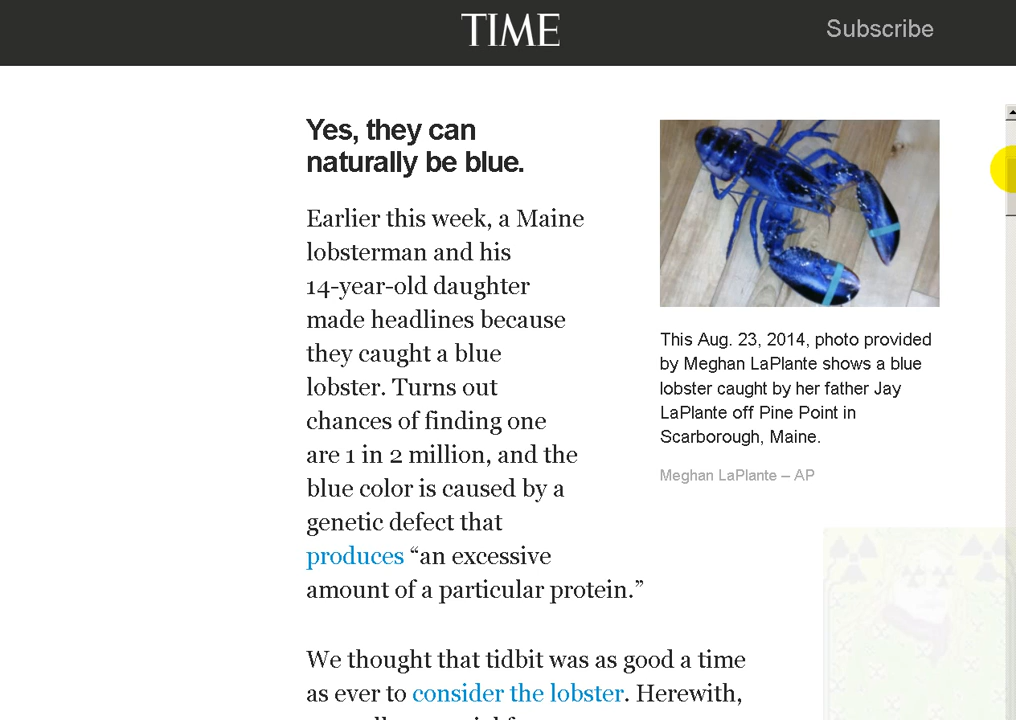 TIME
Subscribe
Yes, they can
naturally be blue.
Earlier this week, a Maine
lobsterman and his
14-year-old daughter
made headlines because
they caught a blue
lobster. Turns out
chances of finding one
are 1 in 2 million, and the
blue color is caused by a
genetic defect that
produces “an excessive
amount of a particular protein.”
This Aug. 23, 2014, photo provided
by Meghan LaPlante shows a blue
lobster caught by her father Jay
LaPlante off Pine Point in
Scarborough, Maine.
Meghan LaPlante – AP
We thought that tidbit was as good a time
as ever to consider the lobster. Herewith,